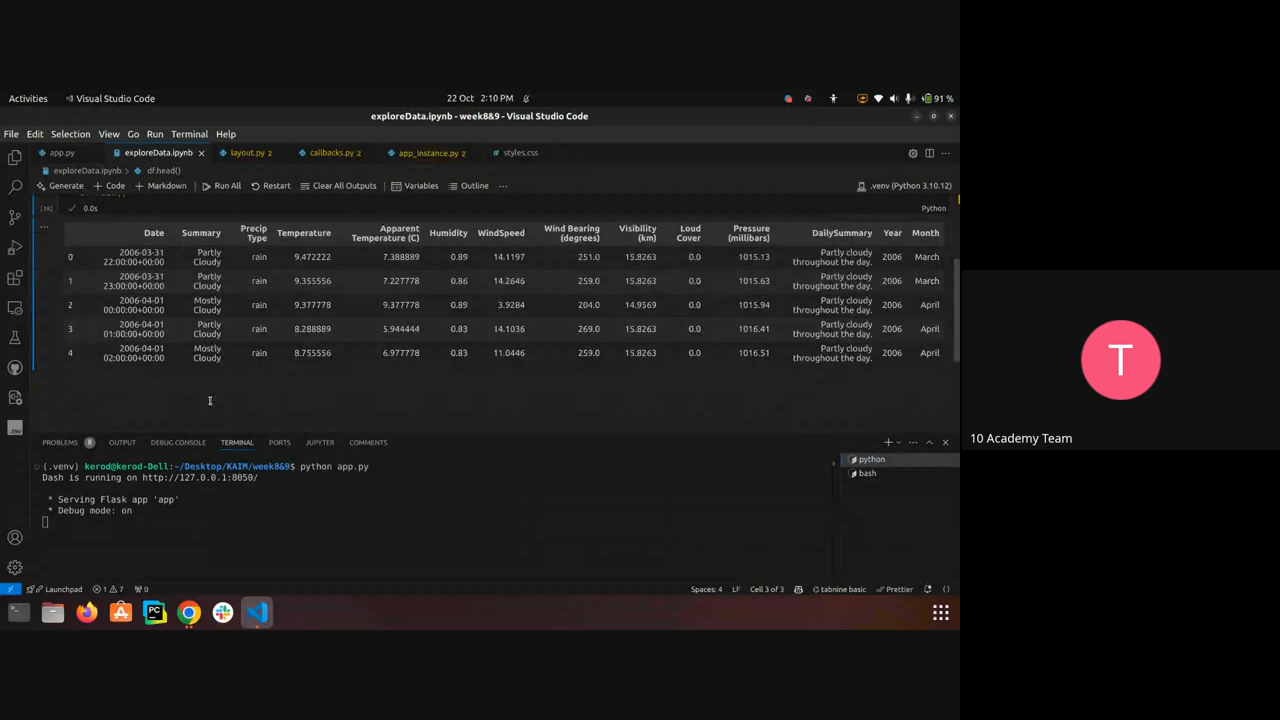 Activities Visual Studio Code 22 Oct 2:10 PM 91 %
exploreData.ipynb - week8&9 - Visual Studio Code
File Edit Selection View Go Run Terminal Help
app.py exploreData.ipynb layout.py 2 callbacks.py 2 app_instance.py 2 styles.css
exploreData.ipynb > df.head()
Generate + Code + Markdown Run All Restart Clear All Outputs Variables Outline ... .venv (Python 3.10.12)
0.0s Python
Date Summary Precip Type Temperature Apparent Temperature (C) Humidity WindSpeed Wind Bearing (degrees) Visibility (km) Loud Cover Pressure (millibars) DailySummary Year Month
0 2006-03-31 22:00:00+00:00 Partly Cloudy rain 9.472222 7.388889 0.89 14.1197 251.0 15.8263 0.0 1015.13 Partly cloudy throughout the day. 2006 March
1 2006-03-31 23:00:00+00:00 Partly Cloudy rain 9.355556 7.227778 0.86 14.2646 259.0 15.8263 0.0 1015.63 Partly cloudy throughout the day. 2006 March
2 2006-04-01 00:00:00+00:00 Mostly Cloudy rain 9.377778 9.377778 0.89 3.9284 204.0 14.9569 0.0 1015.94 Partly cloudy throughout the day. 2006 April
3 2006-04-01 01:00:00+00:00 Partly Cloudy rain 8.288889 5.944444 0.83 14.1036 269.0 15.8263 0.0 1016.41 Partly cloudy throughout the day. 2006 April
4 2006-04-01 02:00:00+00:00 Mostly Cloudy rain 8.755556 6.977778 0.83 11.0446 259.0 15.8263 0.0 1016.51 Partly cloudy throughout the day. 2006 April
PROBLEMS 8 OUTPUT DEBUG CONSOLE TERMINAL PORTS JUPYTER COMMENTS
(.venv) kerod@kerod-Dell:~/Desktop/KAIM/week8&9$ python app.py
Dash is running on http://127.0.0.1:8050/
* Serving Flask app 'app'
* Debug mode: on
python
bash
Launchpad 1 7 0 Spaces: 4 LF Cell 3 of 3 tabnine basic Prettier
T
10 Academy Team